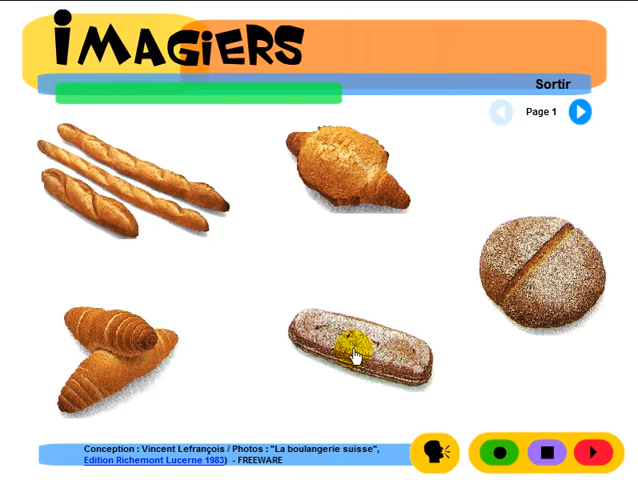 iMAGiERS
Sortir
Page 1
Conception : Vincent Lefrançois / Photos : "La boulangerie suisse",
Edition Richemont Lucerne 1983) - FREEWARE